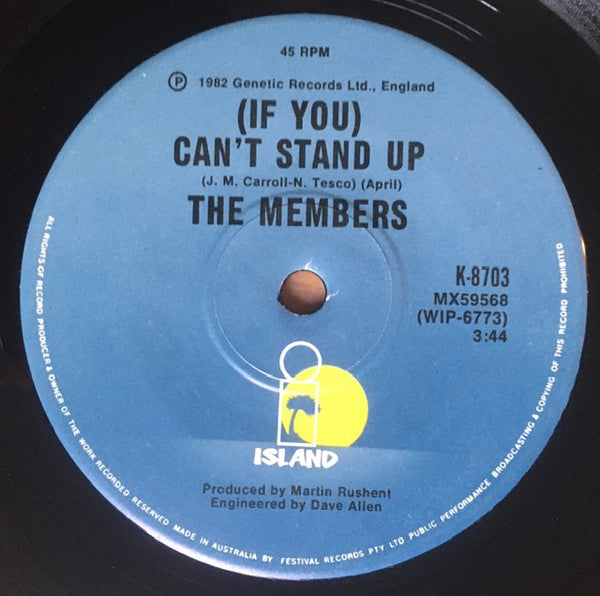 45 RPM
Ⓟ 1982 Genetic Records Ltd., England
(IF YOU)
CAN'T STAND UP
(J. M. Carroll-N. Tesco) (April)
THE MEMBERS
K-8703
MX59568
(WIP-6773)
3:44
ISLAND
Produced by Martin Rushent
Engineered by Dave Allen
ALL RIGHTS OF RECORD PRODUCER & OWNER OF THE WORK RECORDED RESERVED MADE IN AUSTRALIA BY FESTIVAL RECORDS PTY LTD PUBLIC PERFORMANCE BROADCASTING & COPYING OF THIS RECORD PROHIBITED